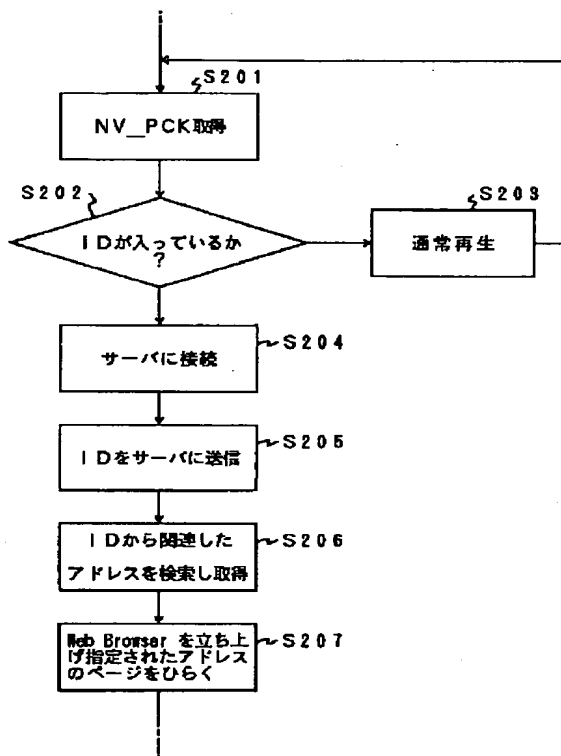 S201
NV_PCK取得
S202
IDが入っているか
?
S203
通常再生
サーバに接続
S204
IDをサーバに送信
S205
IDから関連した
アドレスを検索し取得
S206
Web Browser を立ち上
げ指定されたアドレス
のページをひらく
S207